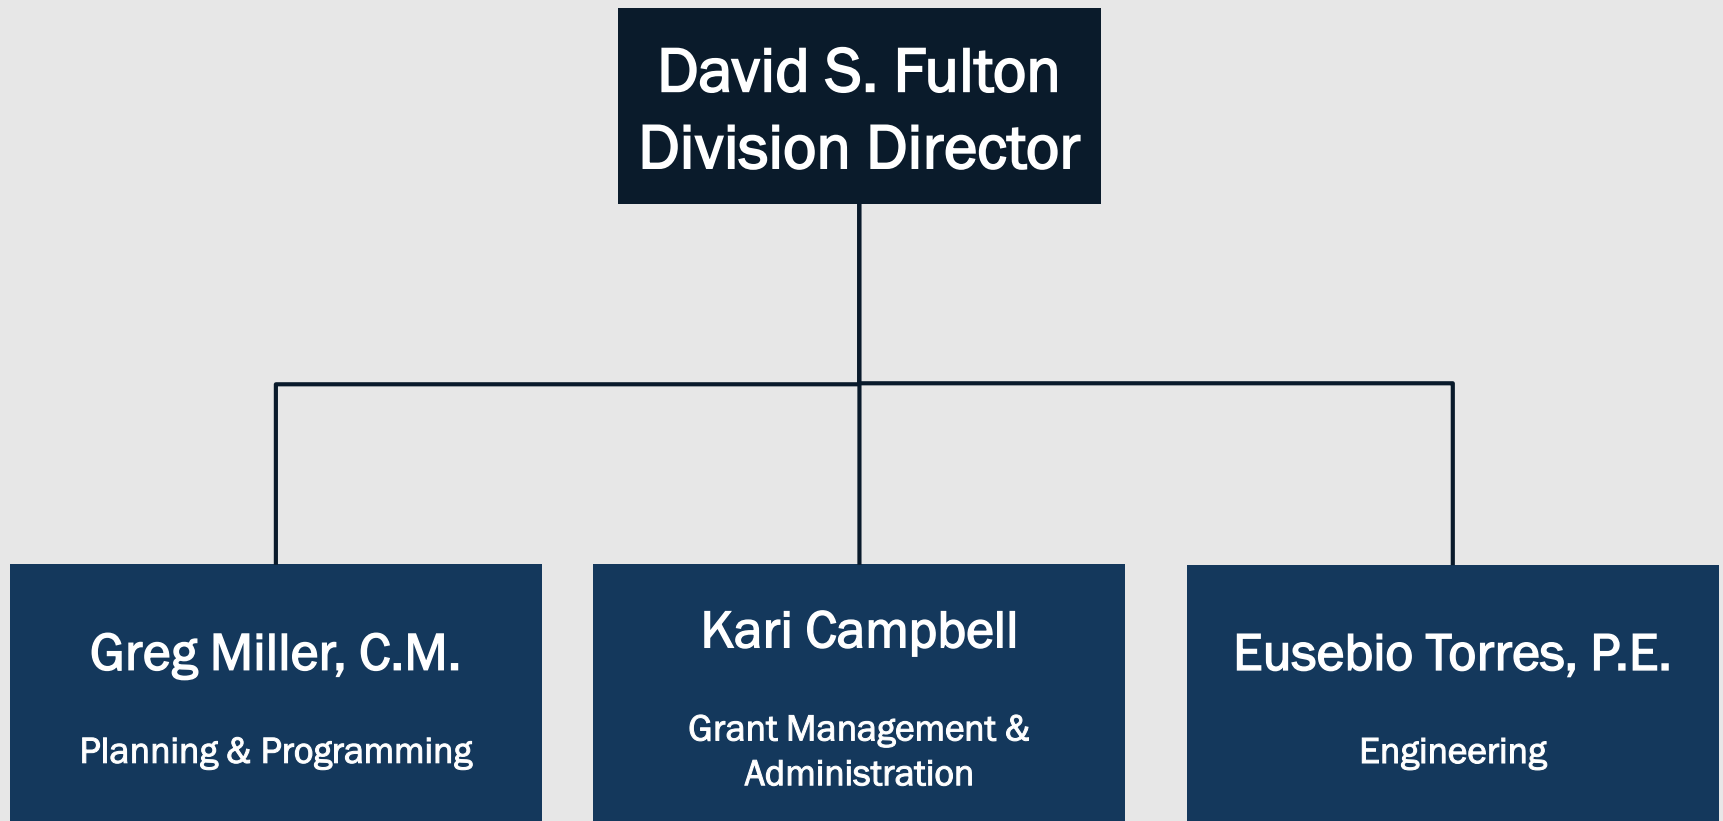 David S. Fulton
Division Director
Greg Miller, C.M.
Planning & Programming
Kari Campbell
Grant Management &
Administration
Eusebio Torres, P.E.
Engineering